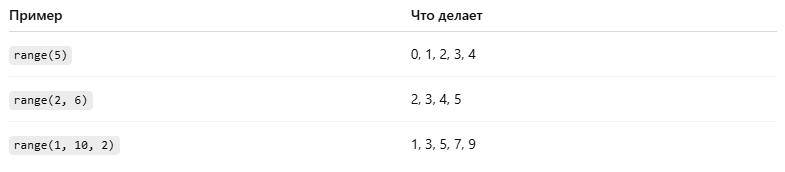 Пример Что делает
range(5) 0, 1, 2, 3, 4
range(2, 6) 2, 3, 4, 5
range(1, 10, 2) 1, 3, 5, 7, 9